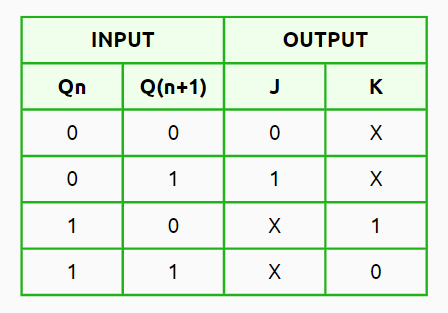 INPUT OUTPUT
Qn Q(n+1) J K
0 0 0 X
0 1 1 X
1 0 X 1
1 1 X 0